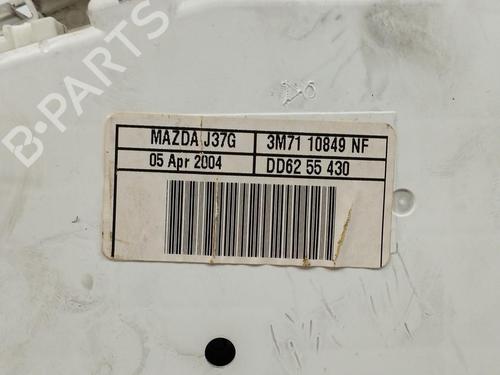 B-PARTS
MAZDA J37G
3M71 10849 NF
05 Apr 2004
DD62 55 430